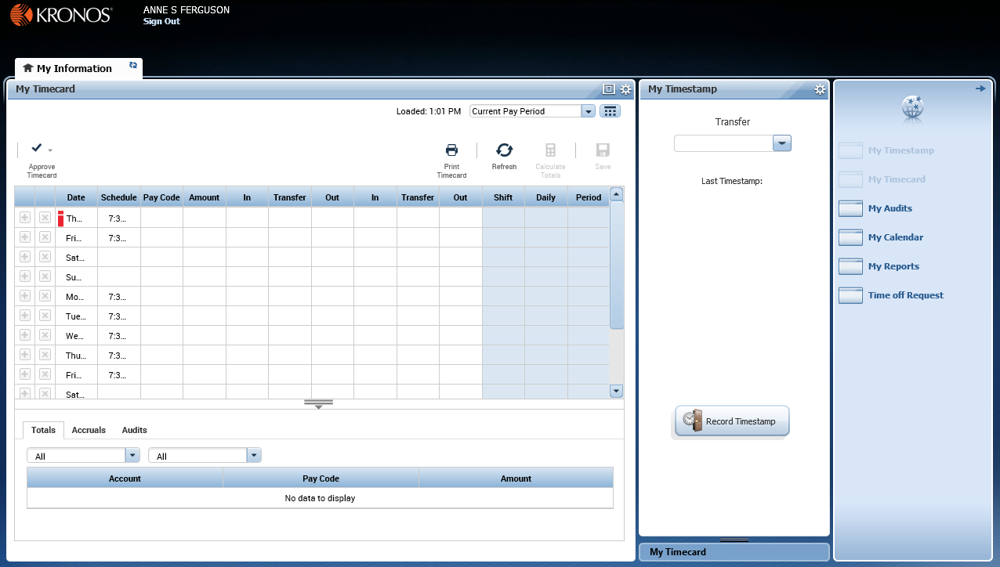 KRONOS
ANNE S FERGUSON
Sign Out
My Information
My Timecard
Loaded: 1:01 PM Current Pay Period
Approve Timecard
Print Timecard
Refresh
Calculate Totals
Save
Date Schedule Pay Code Amount In Transfer Out In Transfer Out Shift Daily Period
Th... 7:3...
Fri... 7:3...
Sat...
Su...
Mo... 7:3...
Tue... 7:3...
We... 7:3...
Thu... 7:3...
Fri... 7:3...
Sat...
Totals Accruals Audits
All All
Account Pay Code Amount
No data to display
My Timestamp
Transfer
Last Timestamp:
Record Timestamp
My Timecard
My Timestamp
My Timecard
My Audits
My Calendar
My Reports
Time off Request